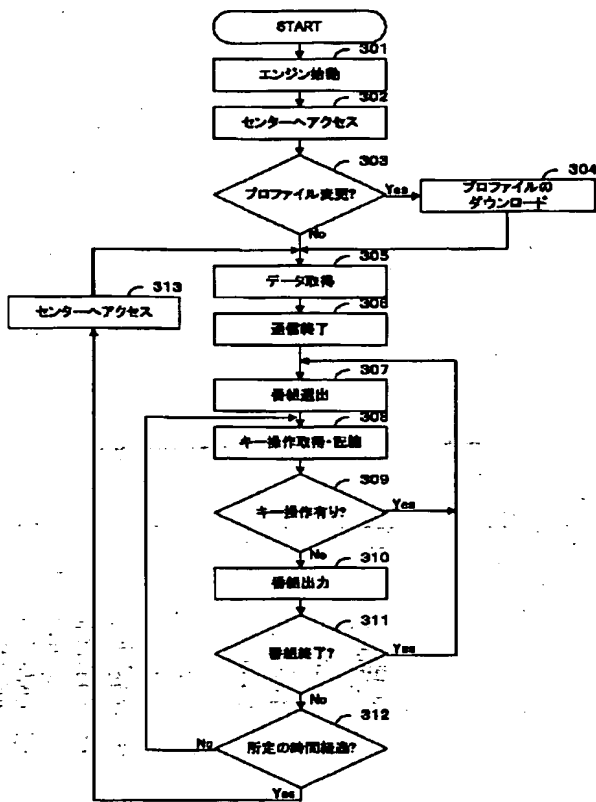 START
301
エンジン始動
302
センターへアクセス
303
プロファイル変更?
Yes
304
プロファイルの
ダウンロード
No
305
データ取得
313
センターへアクセス
306
通信終了
307
番組選出
308
キー操作取得・記憶
309
キー操作有り?
Yes
No
310
番組出力
311
番組終了?
Yes
No
312
所定の時間経過?
No
Yes